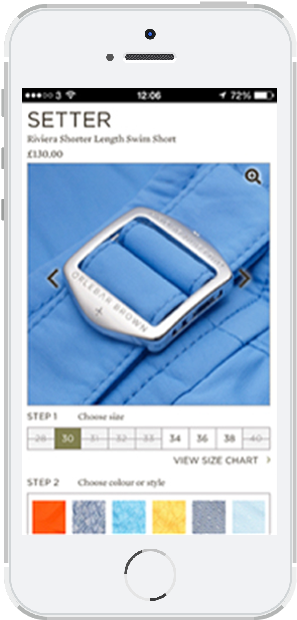 3 12:06 72%
SETTER
Riviera Shorter Length Swim Short
£130.00
ORLEBAR BROWN
STEP 1 Choose size
28 30 31 32 33 34 36 38 40
VIEW SIZE CHART
STEP 2 Choose colour or style